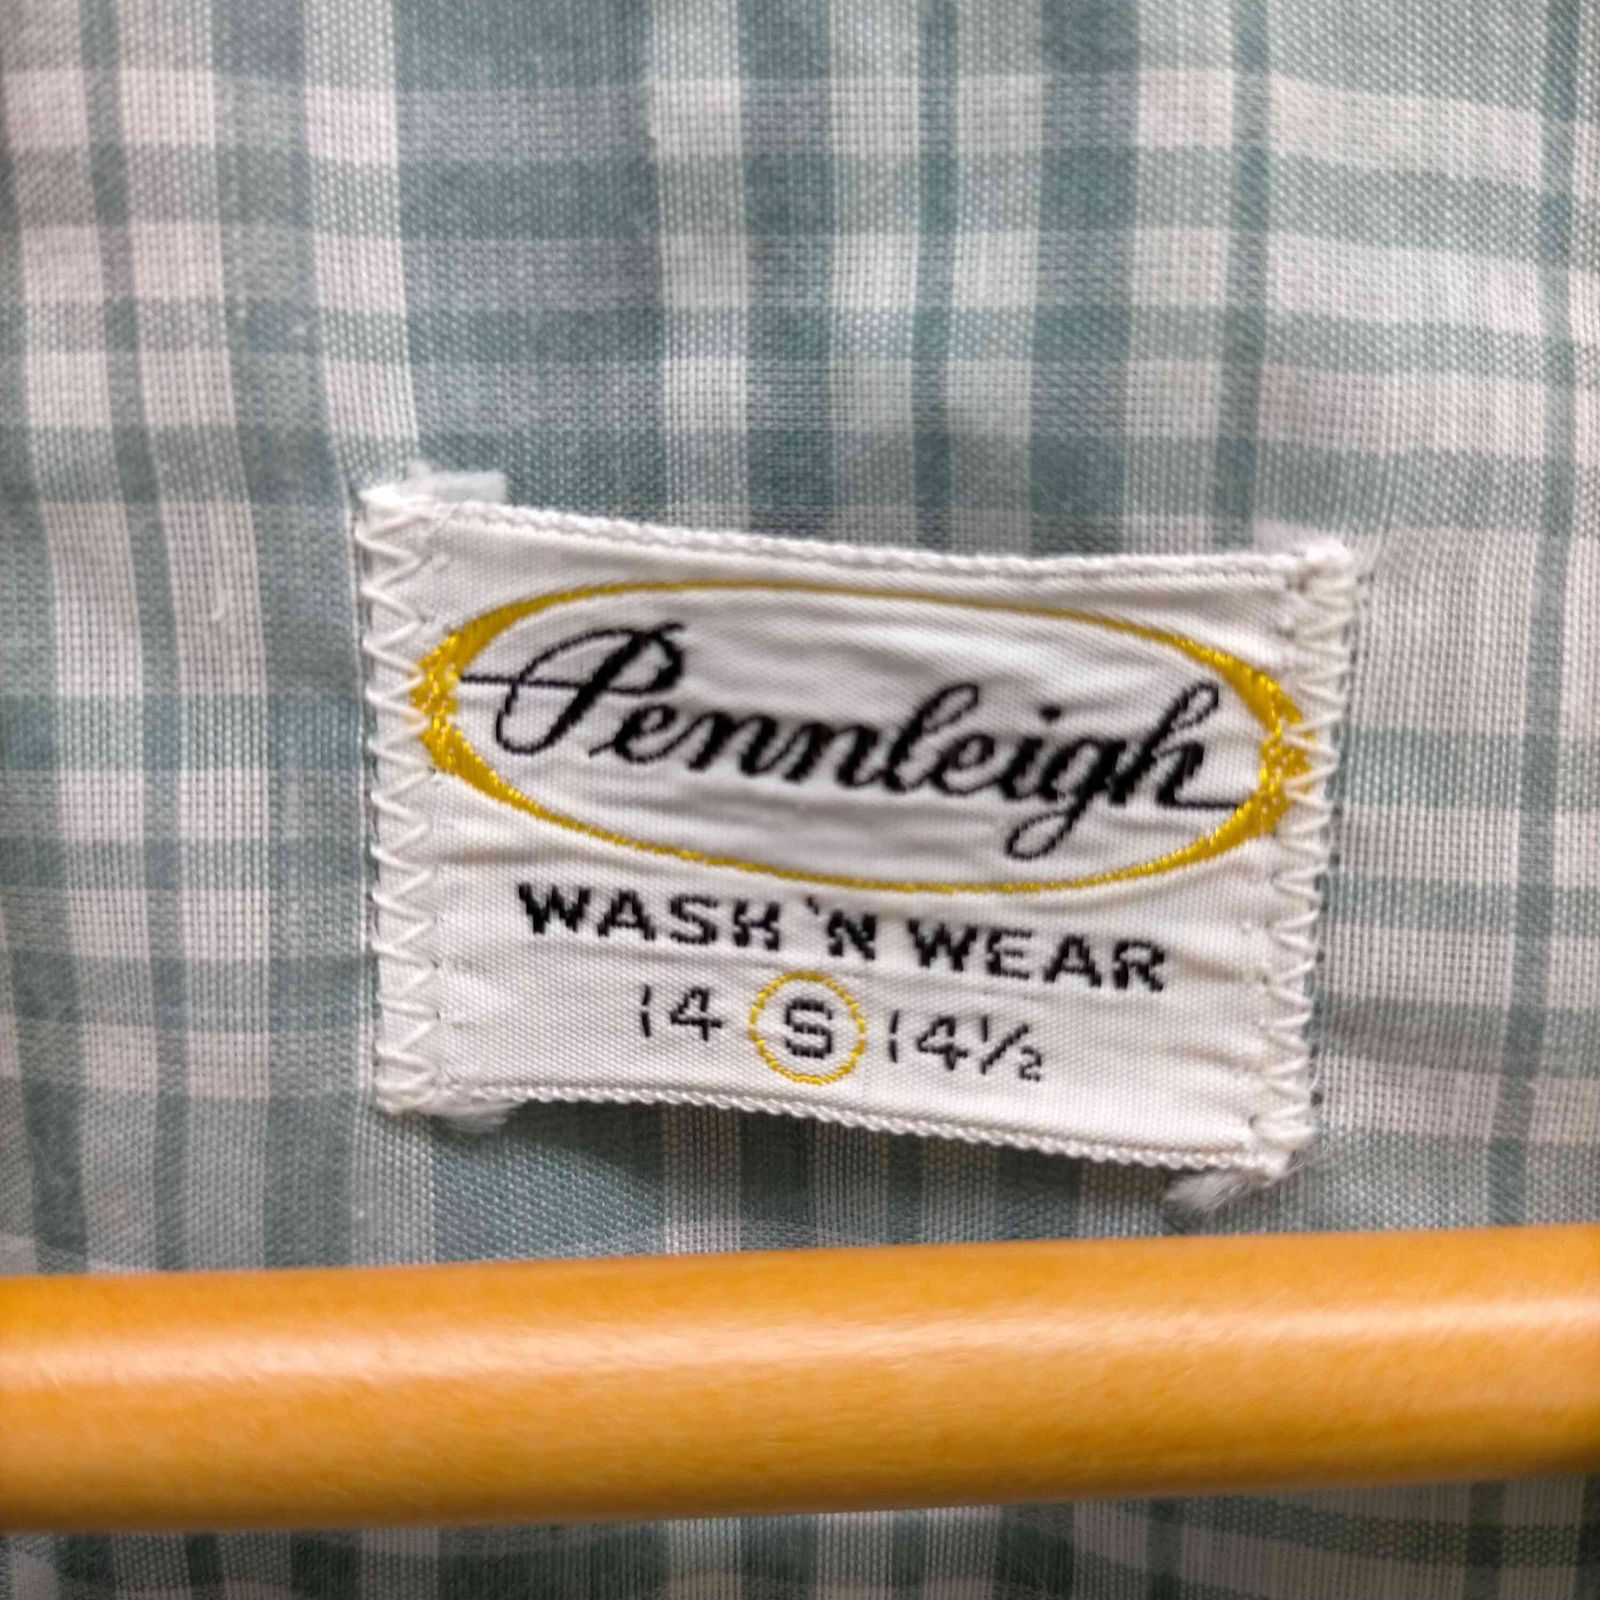 Pennleigh
WASH 'N WEAR
14 S 14½